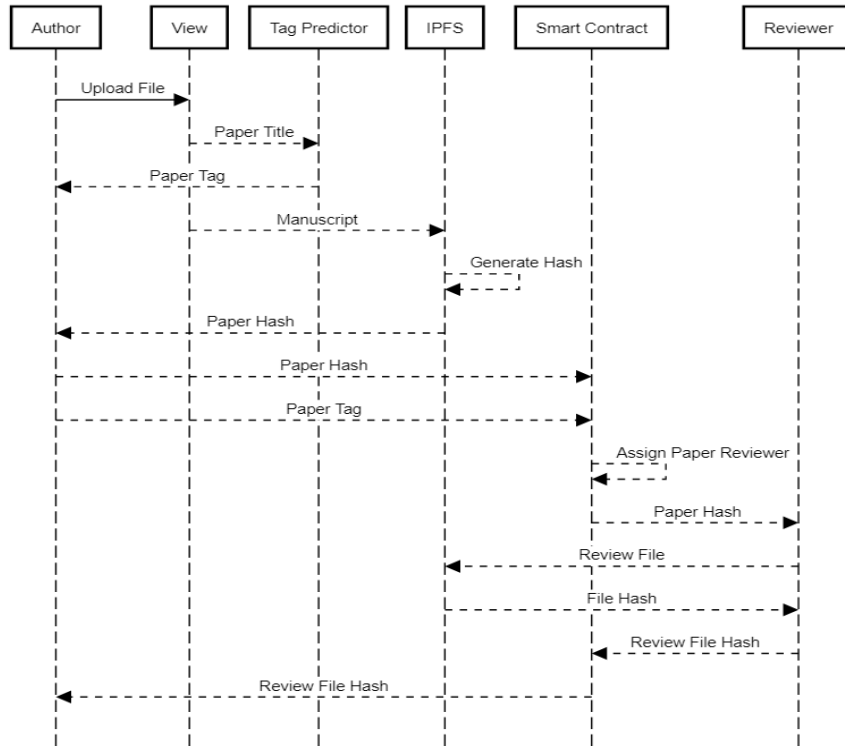 Author
View
Tag Predictor
IPFS
Smart Contract
Reviewer
Upload File
Paper Title
Paper Tag
Manuscript
Generate Hash
Paper Hash
Paper Hash
Paper Tag
Assign Paper Reviewer
Paper Hash
Review File
File Hash
Review File Hash
Review File Hash